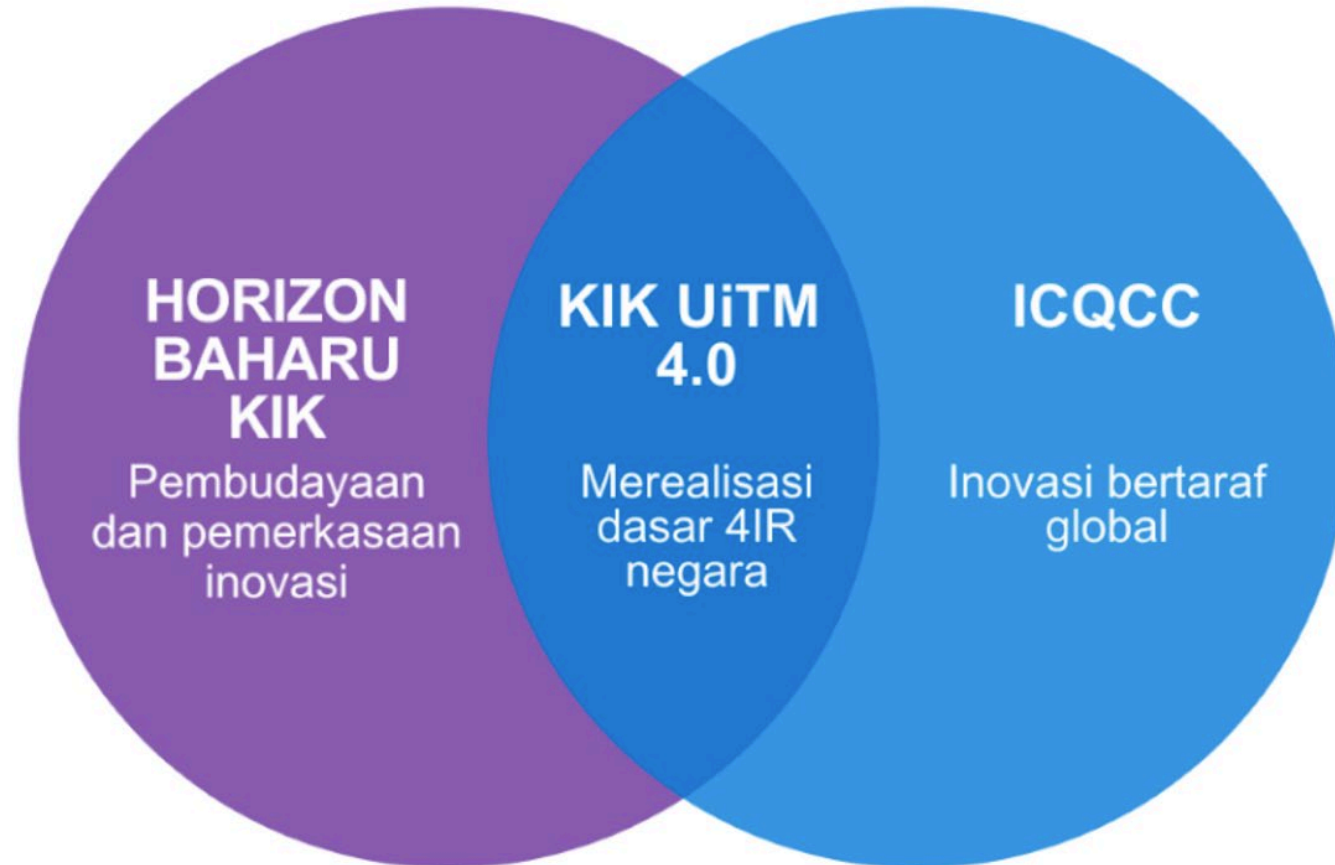 HORIZON
BAHARU
KIK
Pembudayaan
dan pemerkasaan
inovasi
KIK UiTM
4.0
Merealisasi
dasar 4IR
negara
ICQCC
Inovasi bertaraf
global